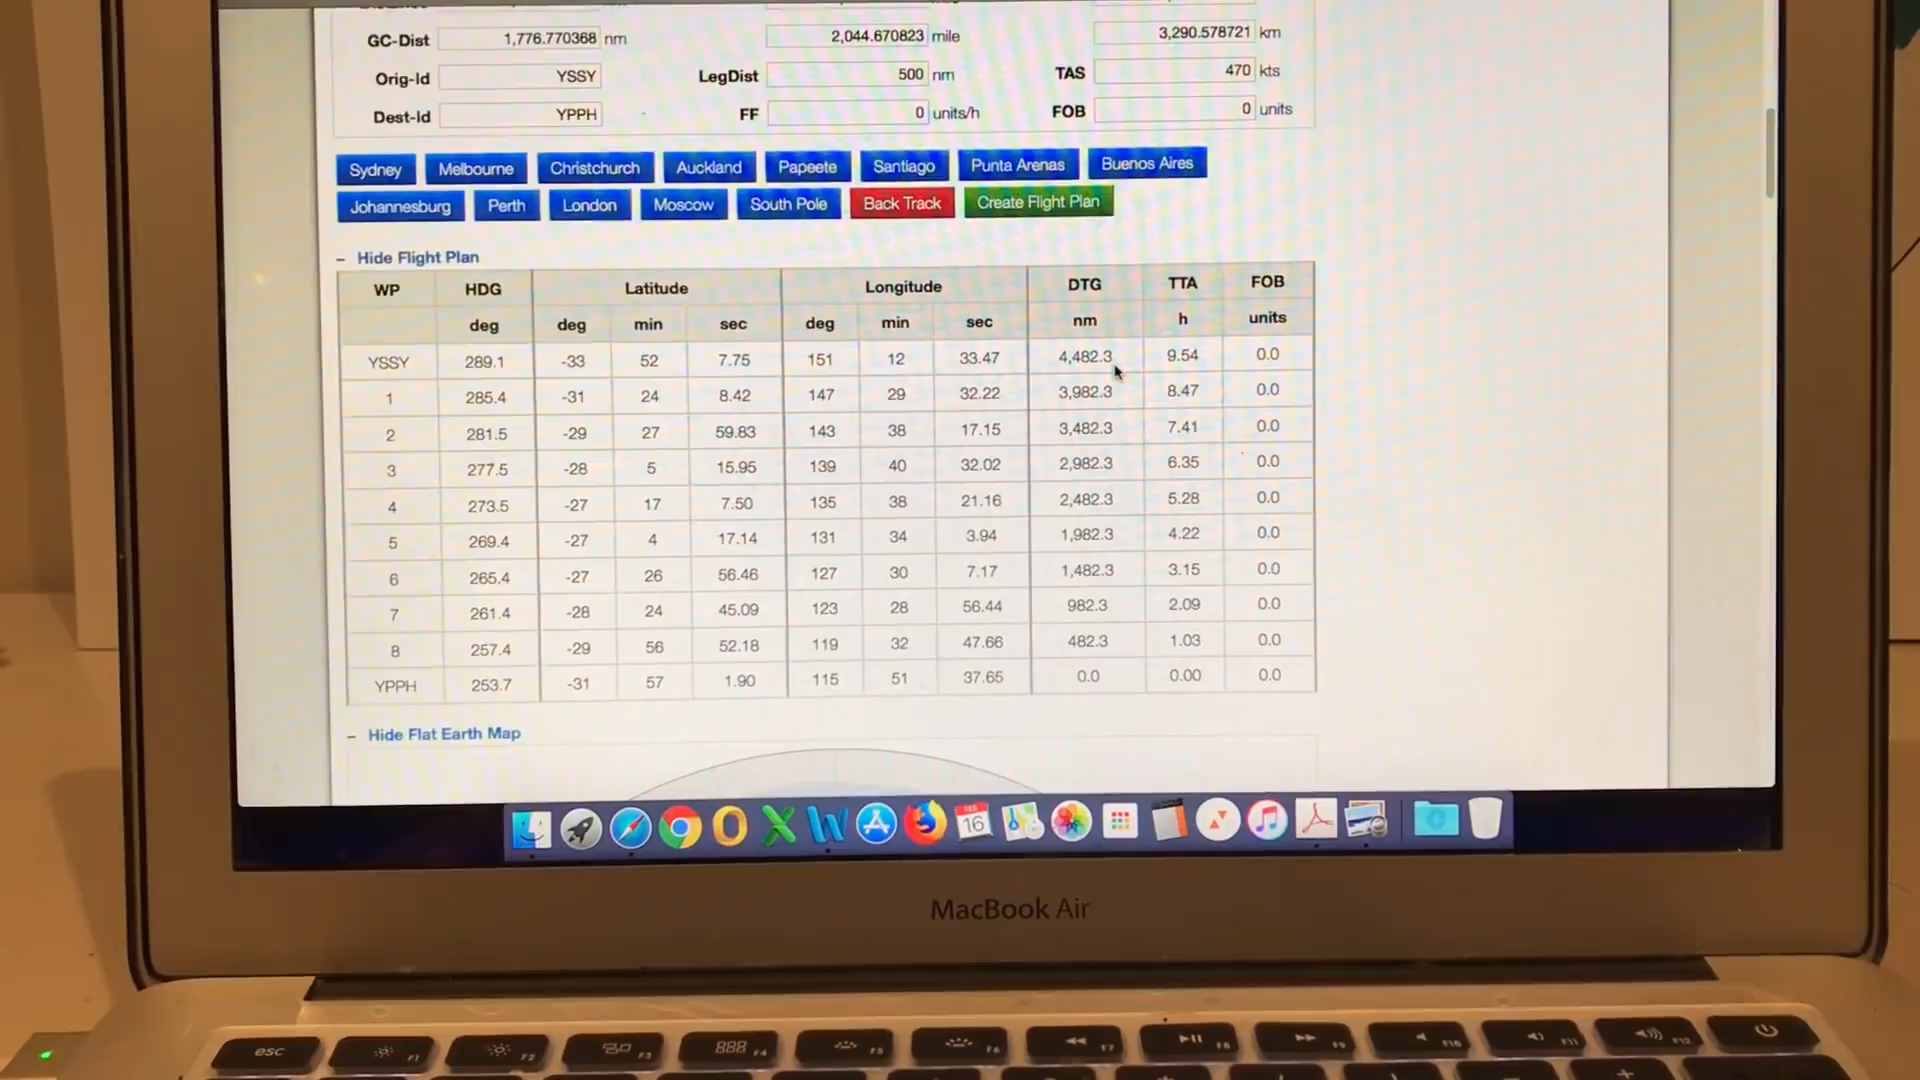 GC-Dist 1,776.770368 nm 2,044.670823 mile 3,290.578721 km
Orig-Id YSSY LegDist 500 nm TAS 470 kts
Dest-Id YPPH FF 0 units/h FOB 0 units
Sydney Melbourne Christchurch Auckland Papeete Santiago Punta Arenas Buenos Aires
Johannesburg Perth London Moscow South Pole Back Track Create Flight Plan
– Hide Flight Plan
WP HDG Latitude Longitude DTG TTA FOB
deg deg min sec deg min sec nm h units
YSSY 289.1 -33 52 7.75 151 12 33.47 4,482.3 9.54 0.0
1 285.4 -31 24 8.42 147 29 32.22 3,982.3 8.47 0.0
2 281.5 -29 27 59.83 143 38 17.15 3,482.3 7.41 0.0
3 277.5 -28 5 15.95 139 40 32.02 2,982.3 6.35 0.0
4 273.5 -27 17 7.50 135 38 21.16 2,482.3 5.28 0.0
5 269.4 -27 4 17.14 131 34 3.94 1,982.3 4.22 0.0
6 265.4 -27 26 56.46 127 30 7.17 1,482.3 3.15 0.0
7 261.4 -28 24 45.09 123 28 56.44 982.3 2.09 0.0
8 257.4 -29 56 52.18 119 32 47.66 482.3 1.03 0.0
YPPH 253.7 -31 57 1.90 115 51 37.65 0.0 0.00 0.0
– Hide Flat Earth Map
16
MacBook Air
esc F1 F2 F3 F4 F5 F6 F7 F8 F9 F10 F11 F12